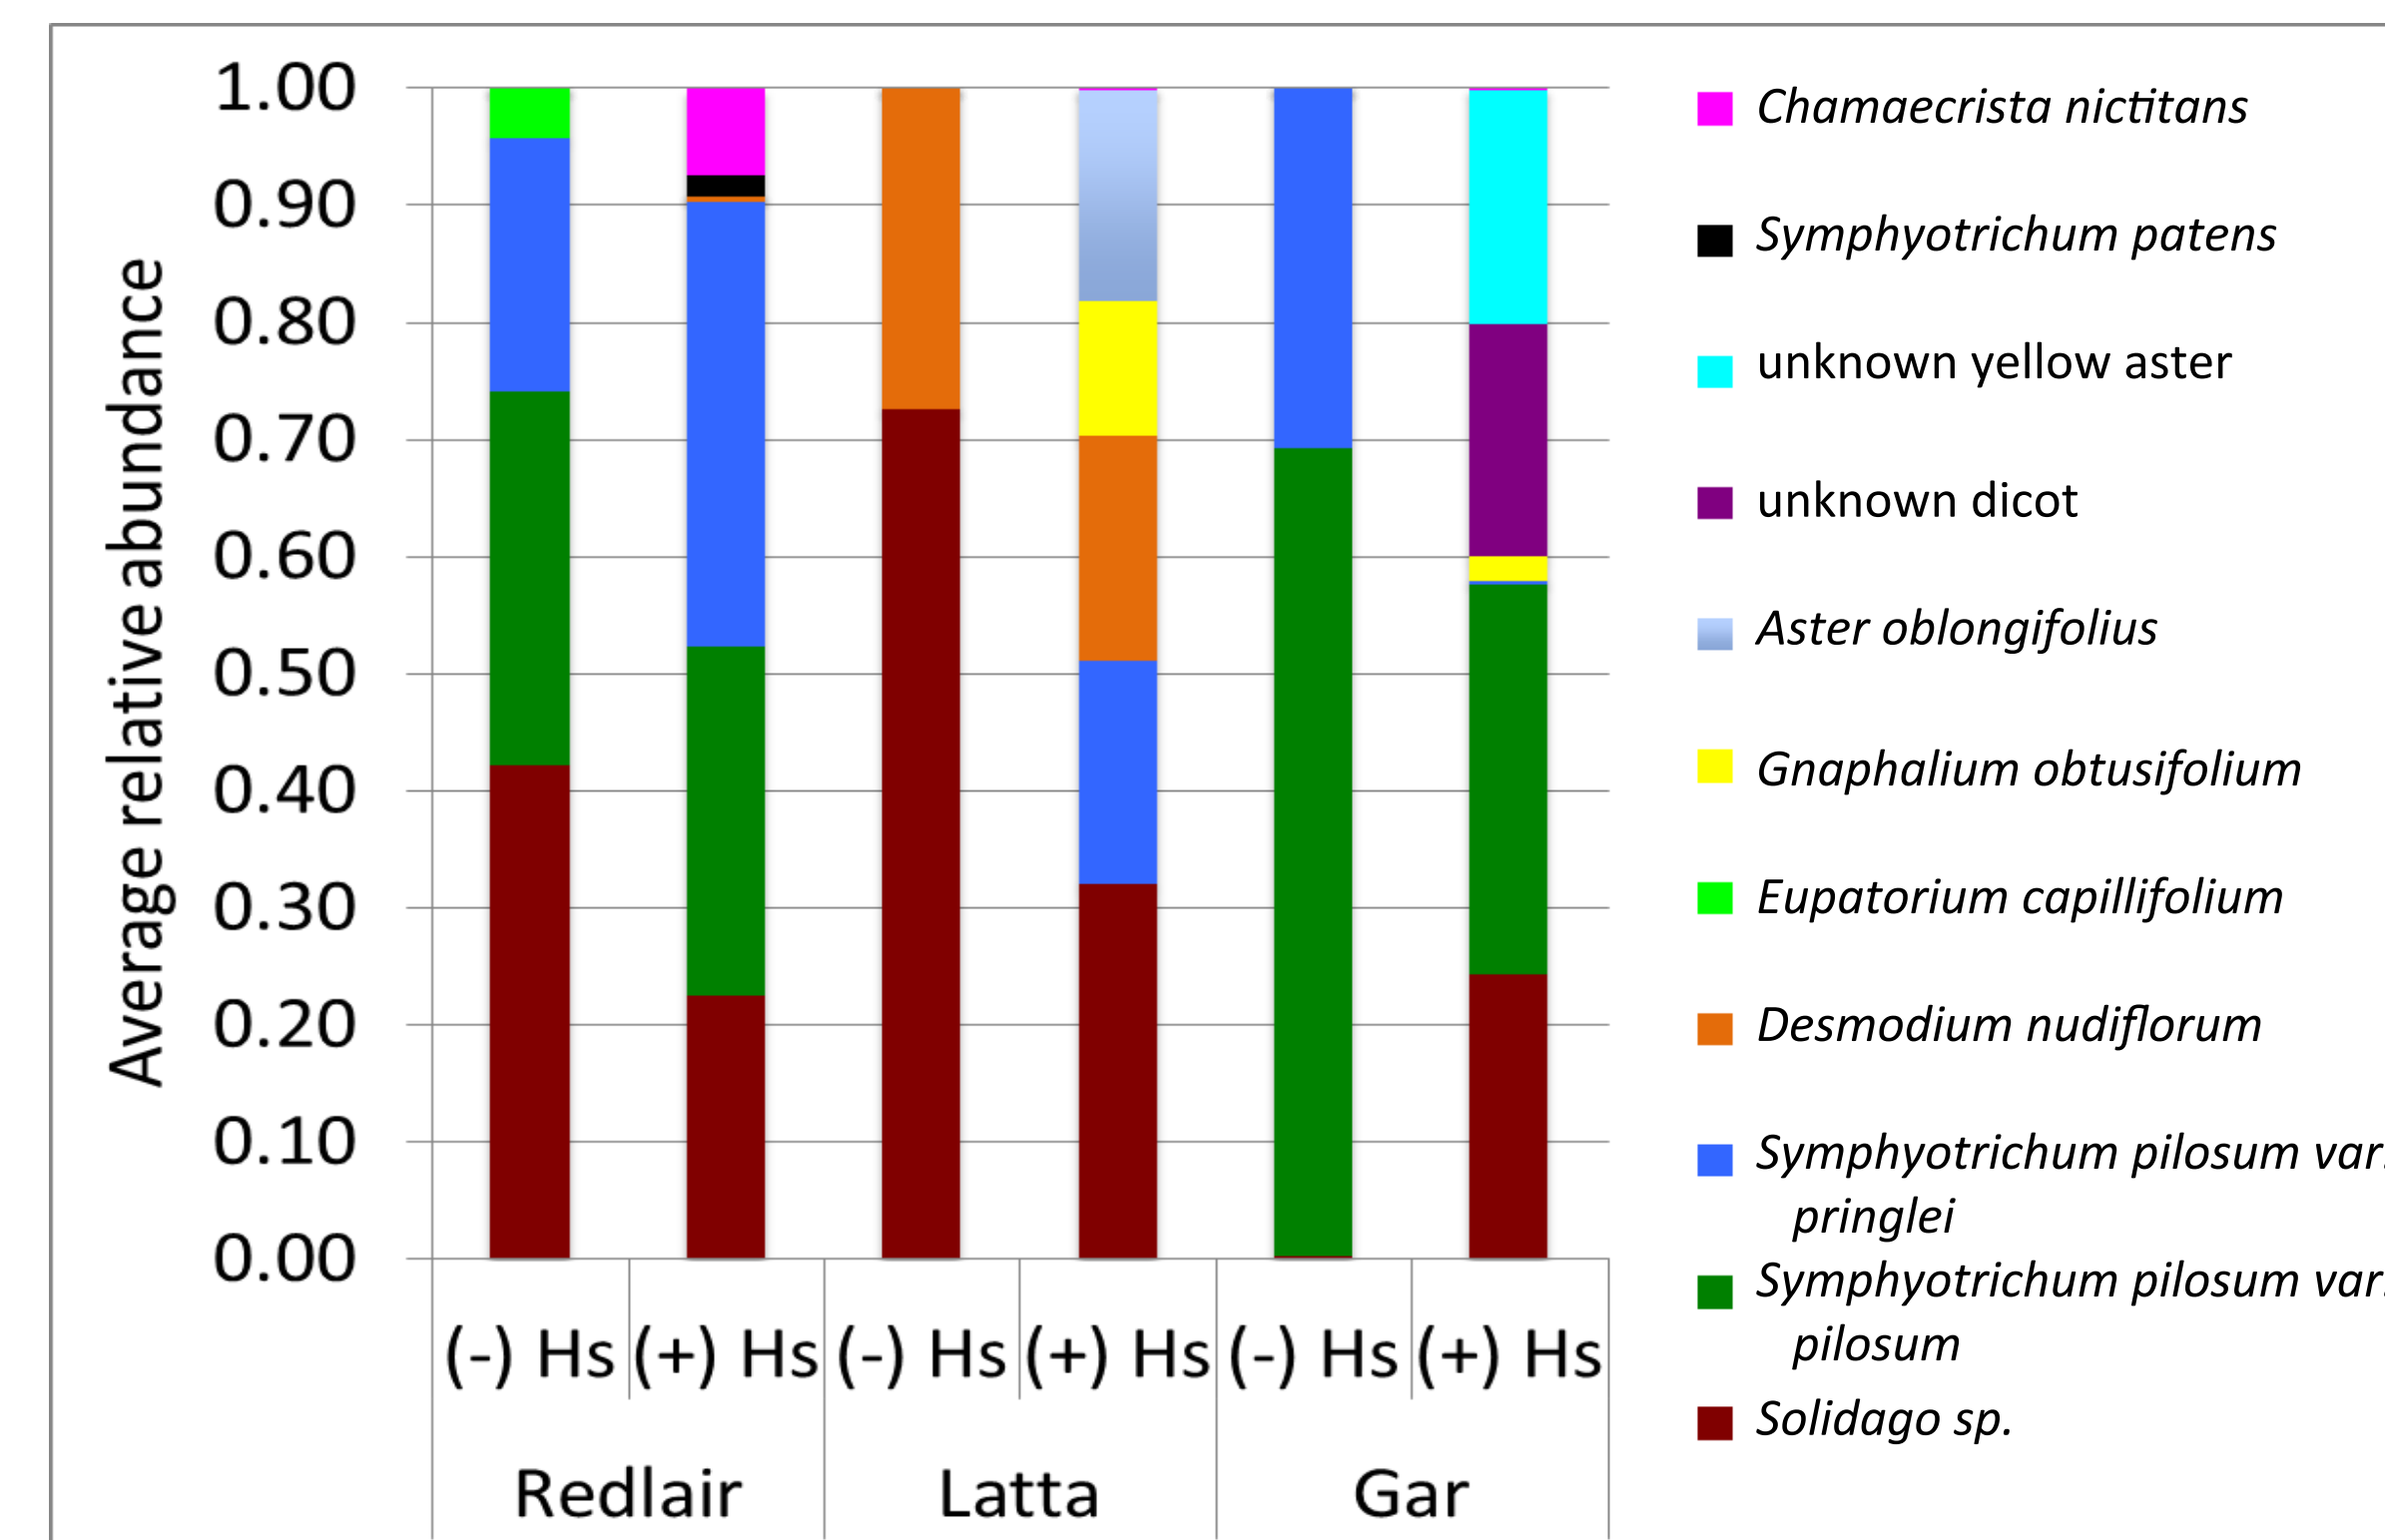 Average relative abundance
1.00
0.90
0.80
0.70
0.60
0.50
0.40
0.30
0.20
0.10
0.00
(-) Hs (+) Hs (-) Hs (+) Hs (-) Hs (+) Hs
Redlair Latta Gar
Chamaecrista nictitans
Symphyotrichum patens
unknown yellow aster
unknown dicot
Aster oblongifolius
Gnaphalium obtusifolium
Eupatorium capillifolium
Desmodium nudiflorum
Symphyotrichum pilosum var.
pringlei
Symphyotrichum pilosum var.
pilosum
Solidago sp.